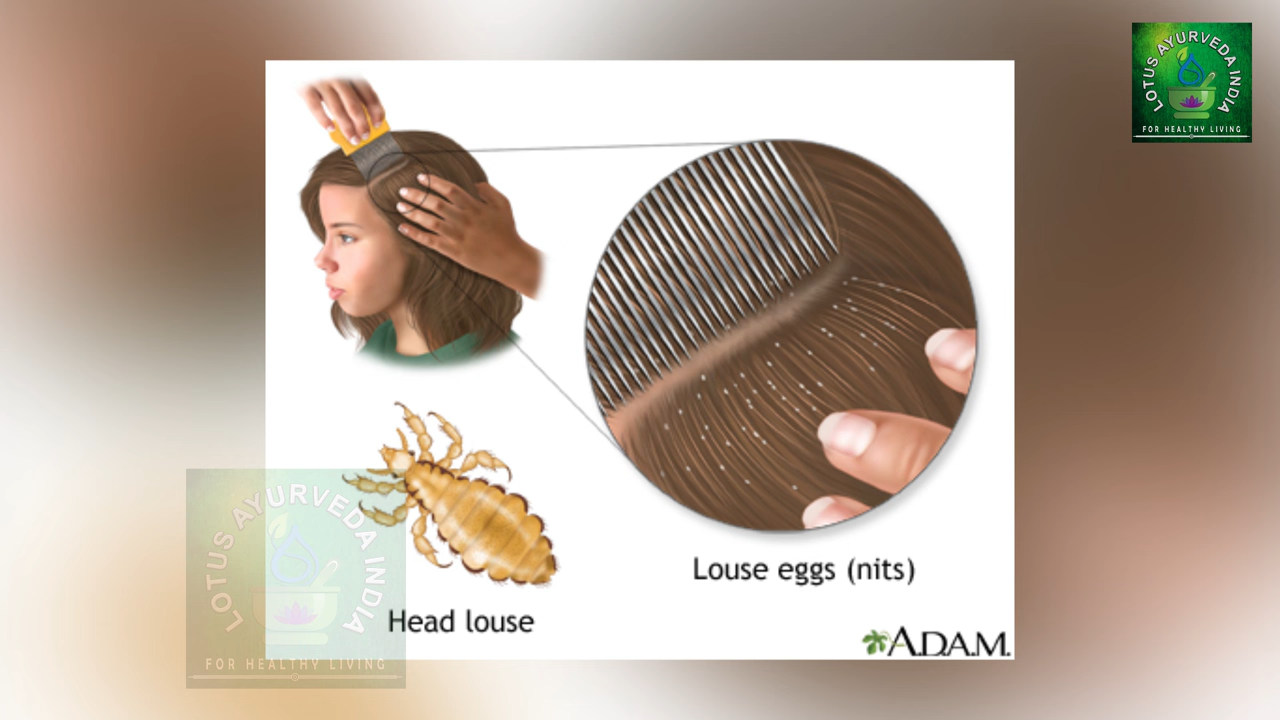 LOTUS AYURVEDA INDIA
FOR HEALTHY LIVING
Louse eggs (nits)
LOTUS AYURVEDA INDIA
Head louse
FOR HEALTHY LIVING
A.D.A.M.